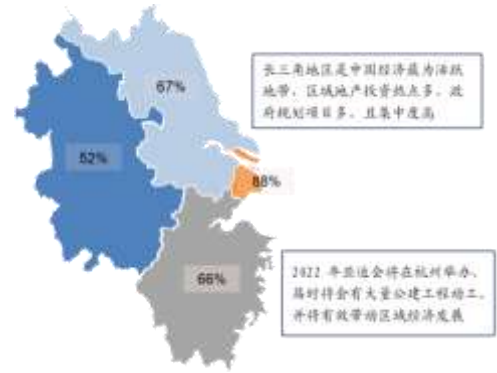 67%
长三角地区是中国经济最为活跃
地带，区域地产投资热点多，政
府规划项目多，且集中度高
52%
88%
66%
2022 年亚运会将在杭州举办，
届时将会有大量公建工程动工，
并将有效带动区域经济发展